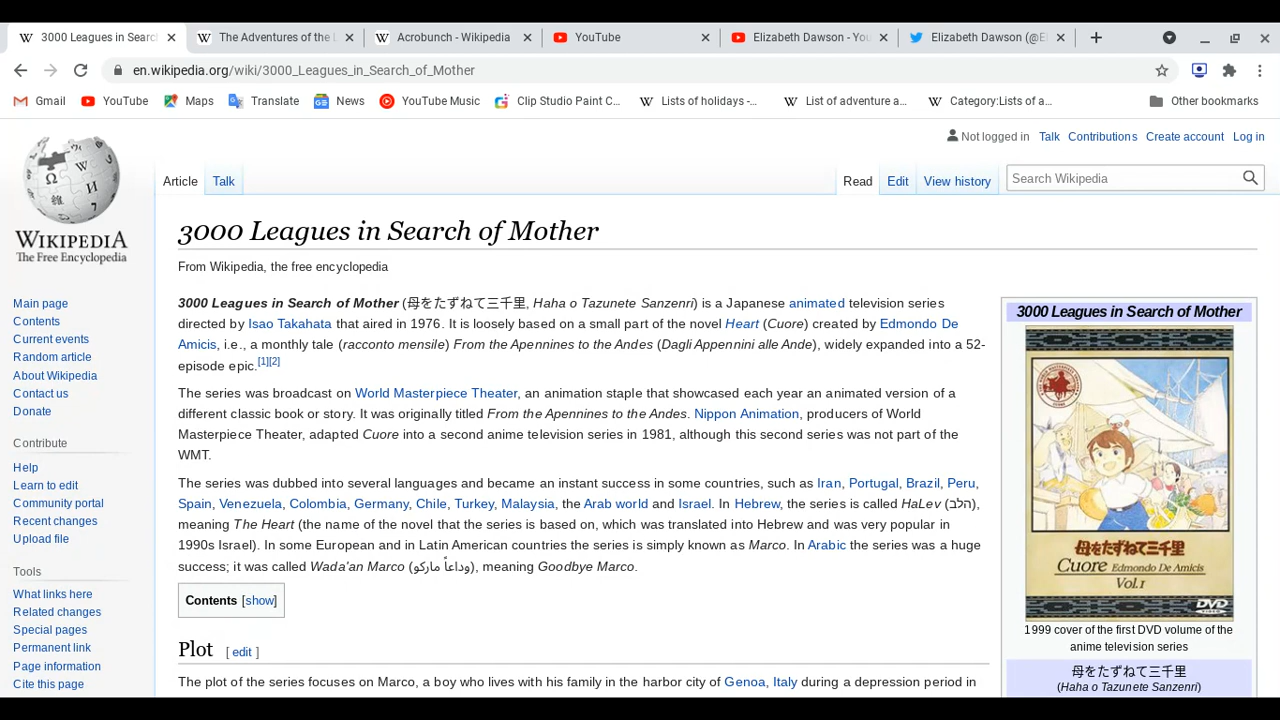 3000 Leagues in Searc
The Adventures of the
Acrobunch - Wikipedia
YouTube
Elizabeth Dawson - You
Elizabeth Dawson (@E
en.wikipedia.org/wiki/3000_Leagues_in_Search_of_Mother
Gmail YouTube Maps Translate News YouTube Music Clip Studio Paint C... Lists of holidays -... List of adventure a... Category:Lists of a... Other bookmarks
Not logged in Talk Contributions Create account Log in
Article Talk Read Edit View history Search Wikipedia
WIKIPEDIA
The Free Encyclopedia
Main page
Contents
Current events
Random article
About Wikipedia
Contact us
Donate
Contribute
Help
Learn to edit
Community portal
Recent changes
Upload file
Tools
What links here
Related changes
Special pages
Permanent link
Page information
Cite this page
3000 Leagues in Search of Mother
From Wikipedia, the free encyclopedia
3000 Leagues in Search of Mother (母をたずねて三千里, Haha o Tazunete Sanzenri) is a Japanese animated television series
directed by Isao Takahata that aired in 1976. It is loosely based on a small part of the novel Heart (Cuore) created by Edmondo De
Amicis, i.e., a monthly tale (racconto mensile) From the Apennines to the Andes (Dagli Appennini alle Ande), widely expanded into a 52-
episode epic.[1][2]
The series was broadcast on World Masterpiece Theater, an animation staple that showcased each year an animated version of a
different classic book or story. It was originally titled From the Apennines to the Andes. Nippon Animation, producers of World
Masterpiece Theater, adapted Cuore into a second anime television series in 1981, although this second series was not part of the
WMT.
The series was dubbed into several languages and became an instant success in some countries, such as Iran, Portugal, Brazil, Peru,
Spain, Venezuela, Colombia, Germany, Chile, Turkey, Malaysia, the Arab world and Israel. In Hebrew, the series is called HaLev (הלב),
meaning The Heart (the name of the novel that the series is based on, which was translated into Hebrew and was very popular in
1990s Israel). In some European and in Latin American countries the series is simply known as Marco. In Arabic the series was a huge
success; it was called Wada'an Marco (وداعاً ماركو), meaning Goodbye Marco.
Contents [show]
Plot [ edit ]
The plot of the series focuses on Marco, a boy who lives with his family in the harbor city of Genoa, Italy during a depression period in
3000 Leagues in Search of Mother
母をたずねて三千里
Cuore Edmondo De Amicis
Vol.1
DVD
1999 cover of the first DVD volume of the
anime television series
母をたずねて三千里
(Haha o Tazunete Sanzenri)